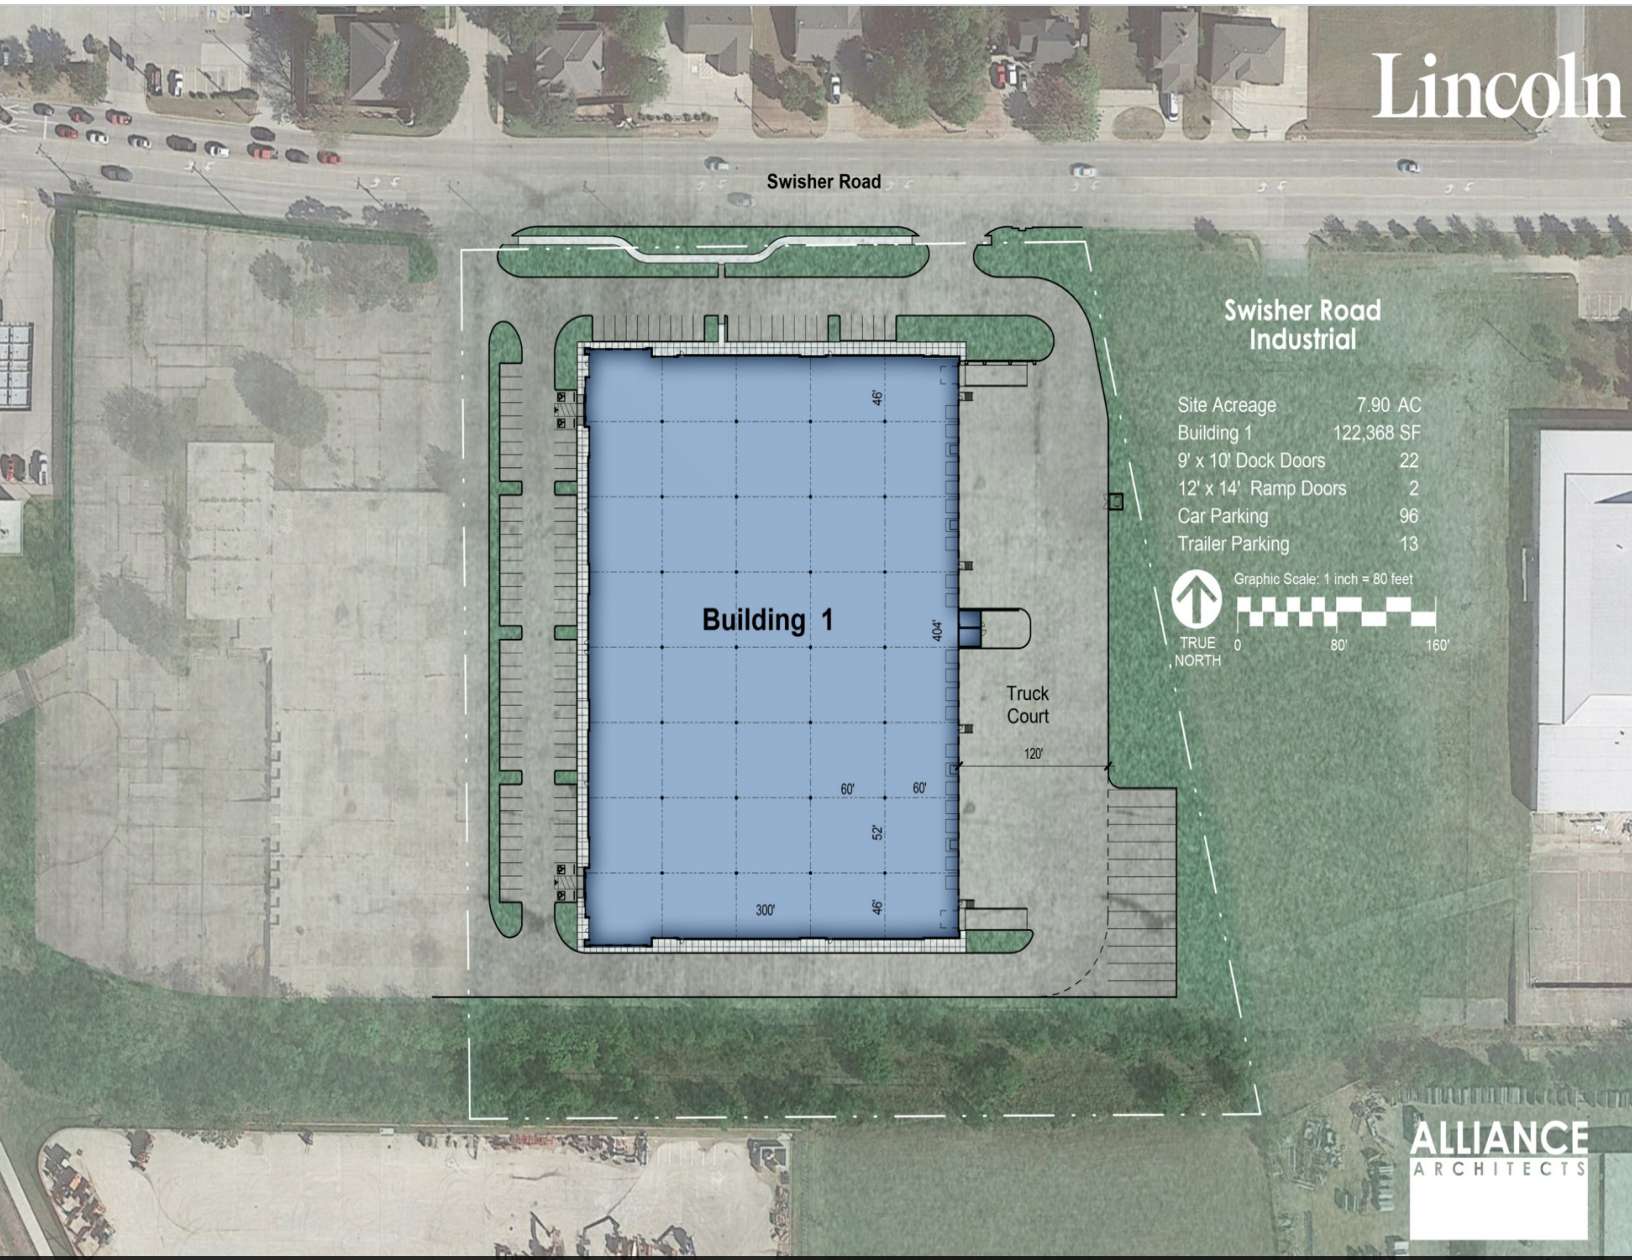 Lincoln
Swisher Road
Swisher Road
Industrial
Site Acreage 7.90 AC
Building 1 122,368 SF
9' x 10' Dock Doors 22
12' x 14' Ramp Doors 2
Car Parking 96
Trailer Parking 13
Graphic Scale: 1 inch = 80 feet
TRUE
NORTH
0 80' 160'
46'
Building 1
404'
Truck
Court
120'
60' 60'
52'
300'
46'
ALLIANCE
ARCHITECTS